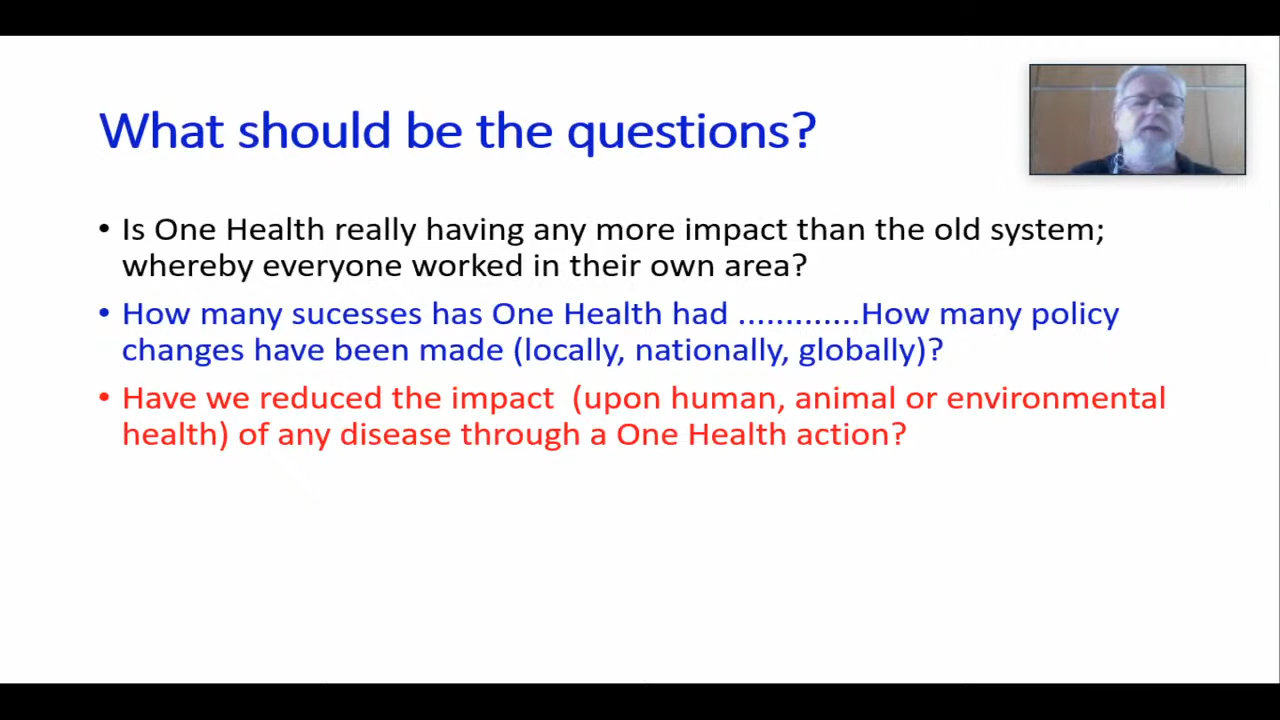 What should be the questions?
• Is One Health really having any more impact than the old system;
whereby everyone worked in their own area?
• How many sucesses has One Health had .............How many policy
changes have been made (locally, nationally, globally)?
• Have we reduced the impact  (upon human, animal or environmental
health) of any disease through a One Health action?